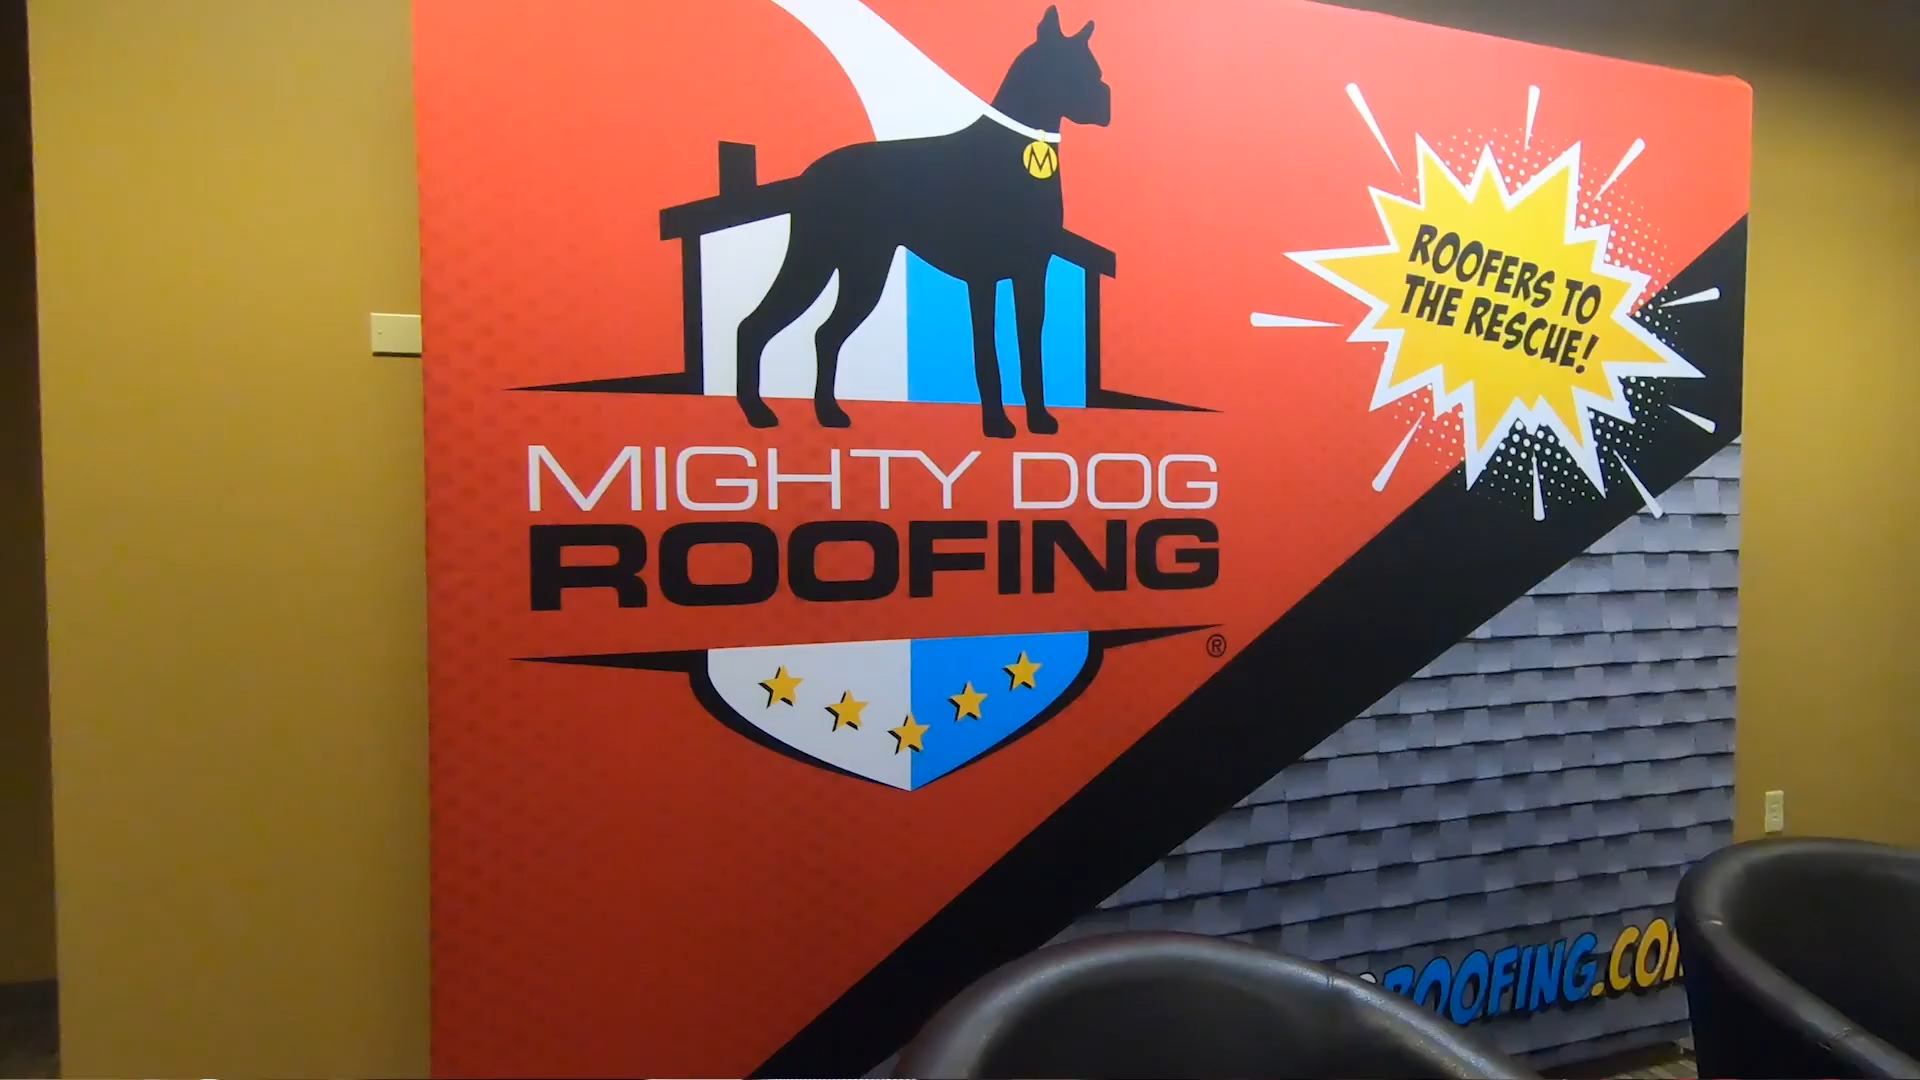 M
MIGHTY DOG
ROOFING
®
ROOFERS TO
THE RESCUE!
ROOFING.CO